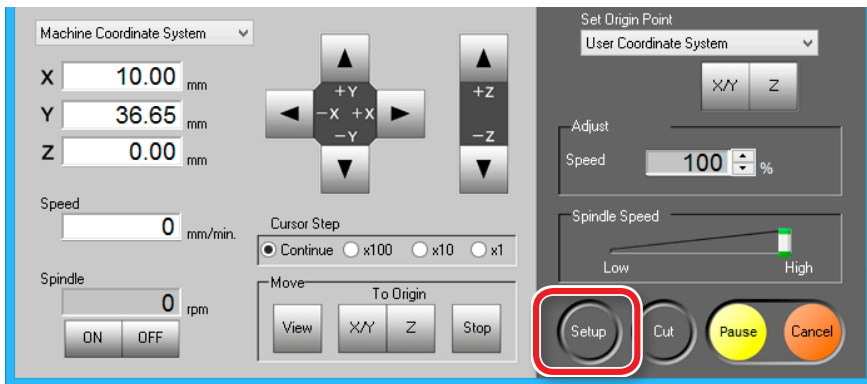 Machine Coordinate System
X 10.00 mm
Y 36.65 mm
Z 0.00 mm
Speed
0 mm/min.
Spindle
0 rpm
ON OFF
+Y
-X +X
-Y
+Z
-Z
Cursor Step
Continue x100 x10 x1
Move
To Origin
View X/Y Z Stop
Set Origin Point
User Coordinate System
X/Y Z
Adjust
Speed 100 %
Spindle Speed
Low High
Setup Cut Pause Cancel